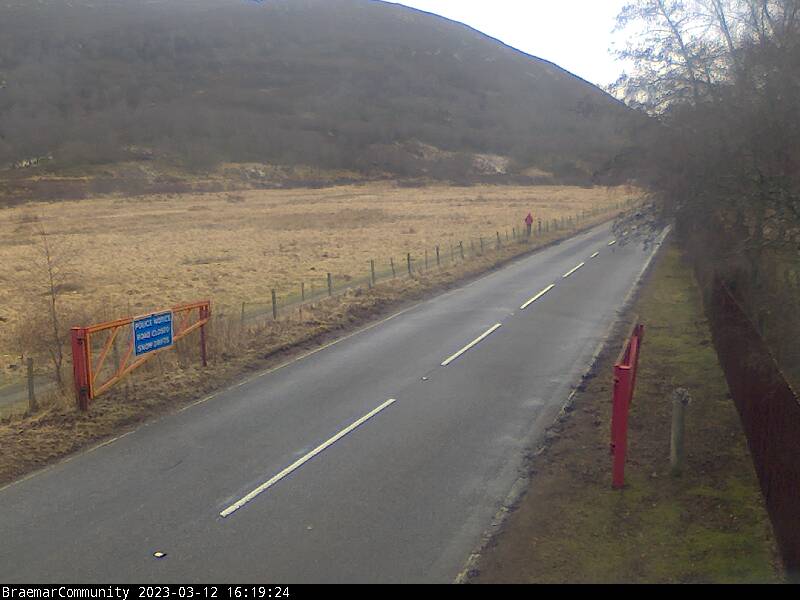 POLICE NOTICE
ROAD CLOSED
SNOW DRIFTS
BraemarCommunity 2023-03-12 16:19:24